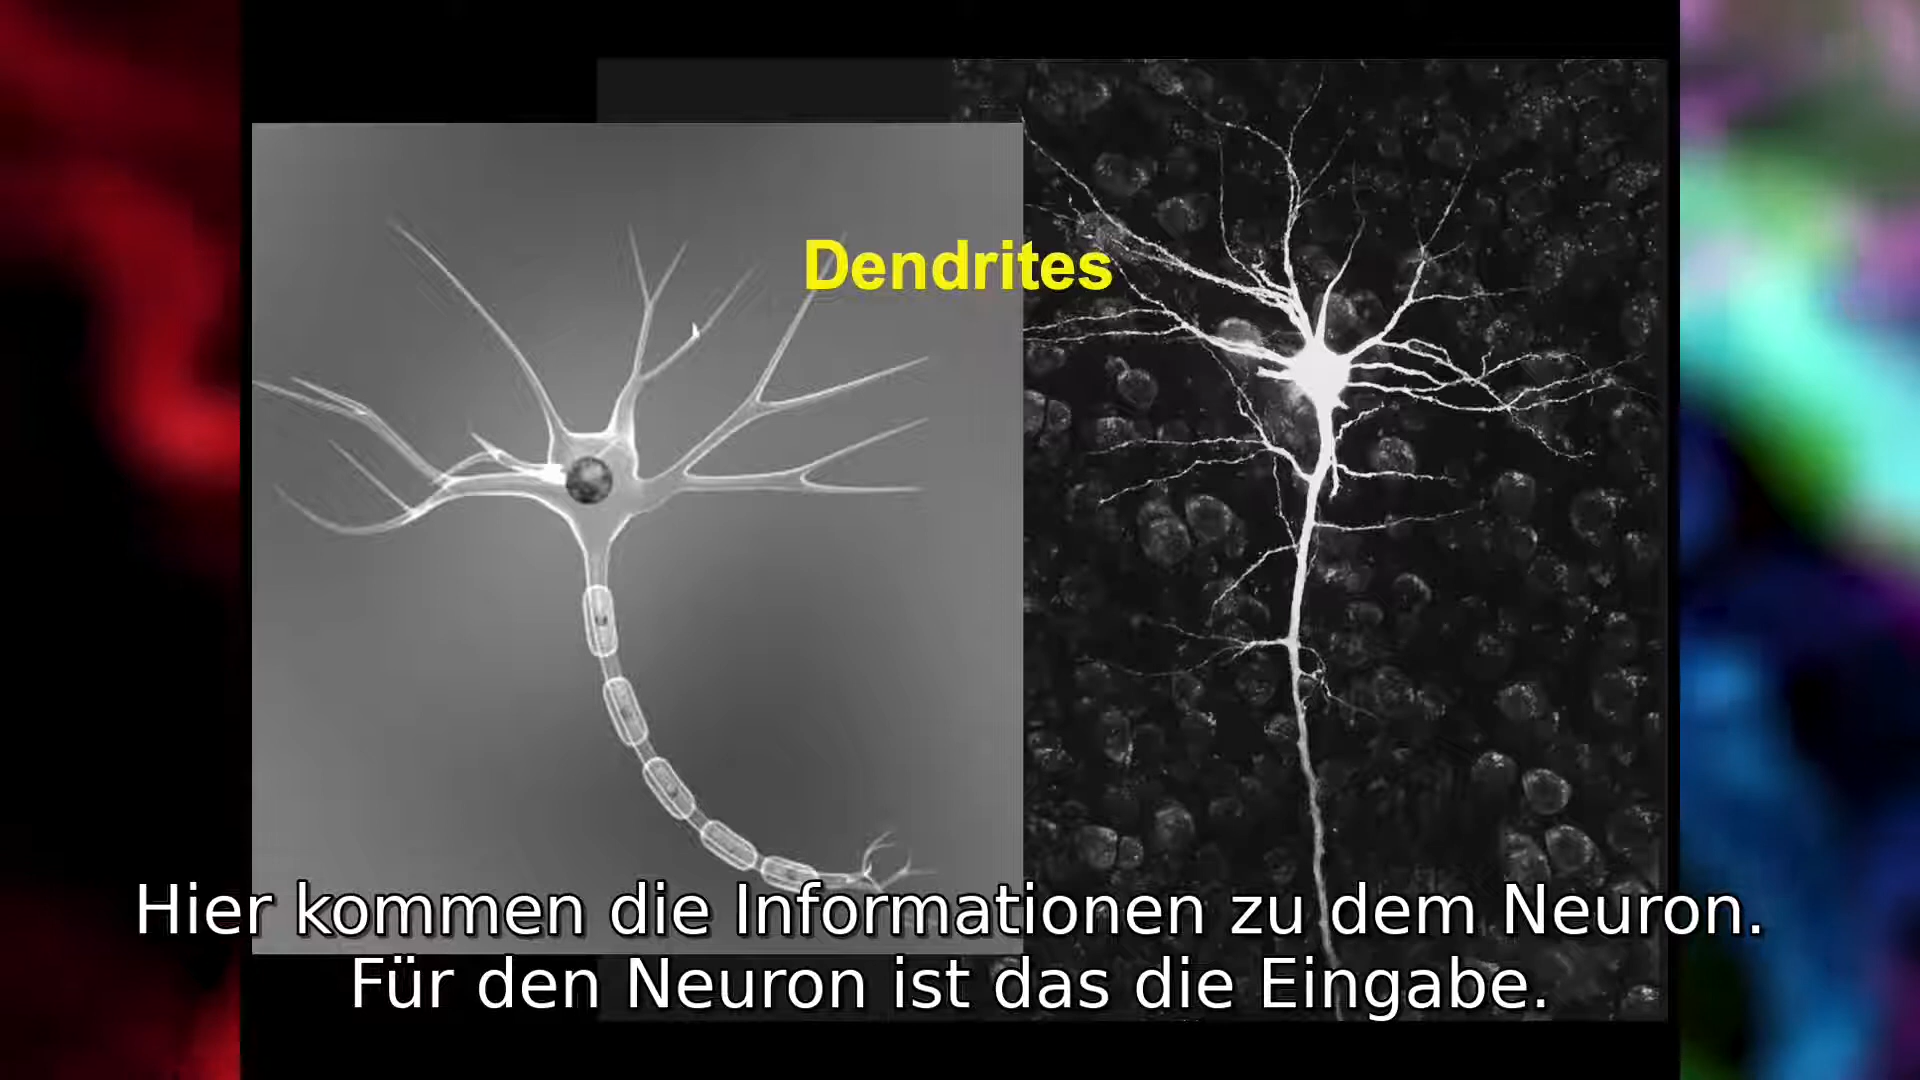 Dendrites
Hier kommen die Informationen zu dem Neuron.
Für den Neuron ist das die Eingabe.